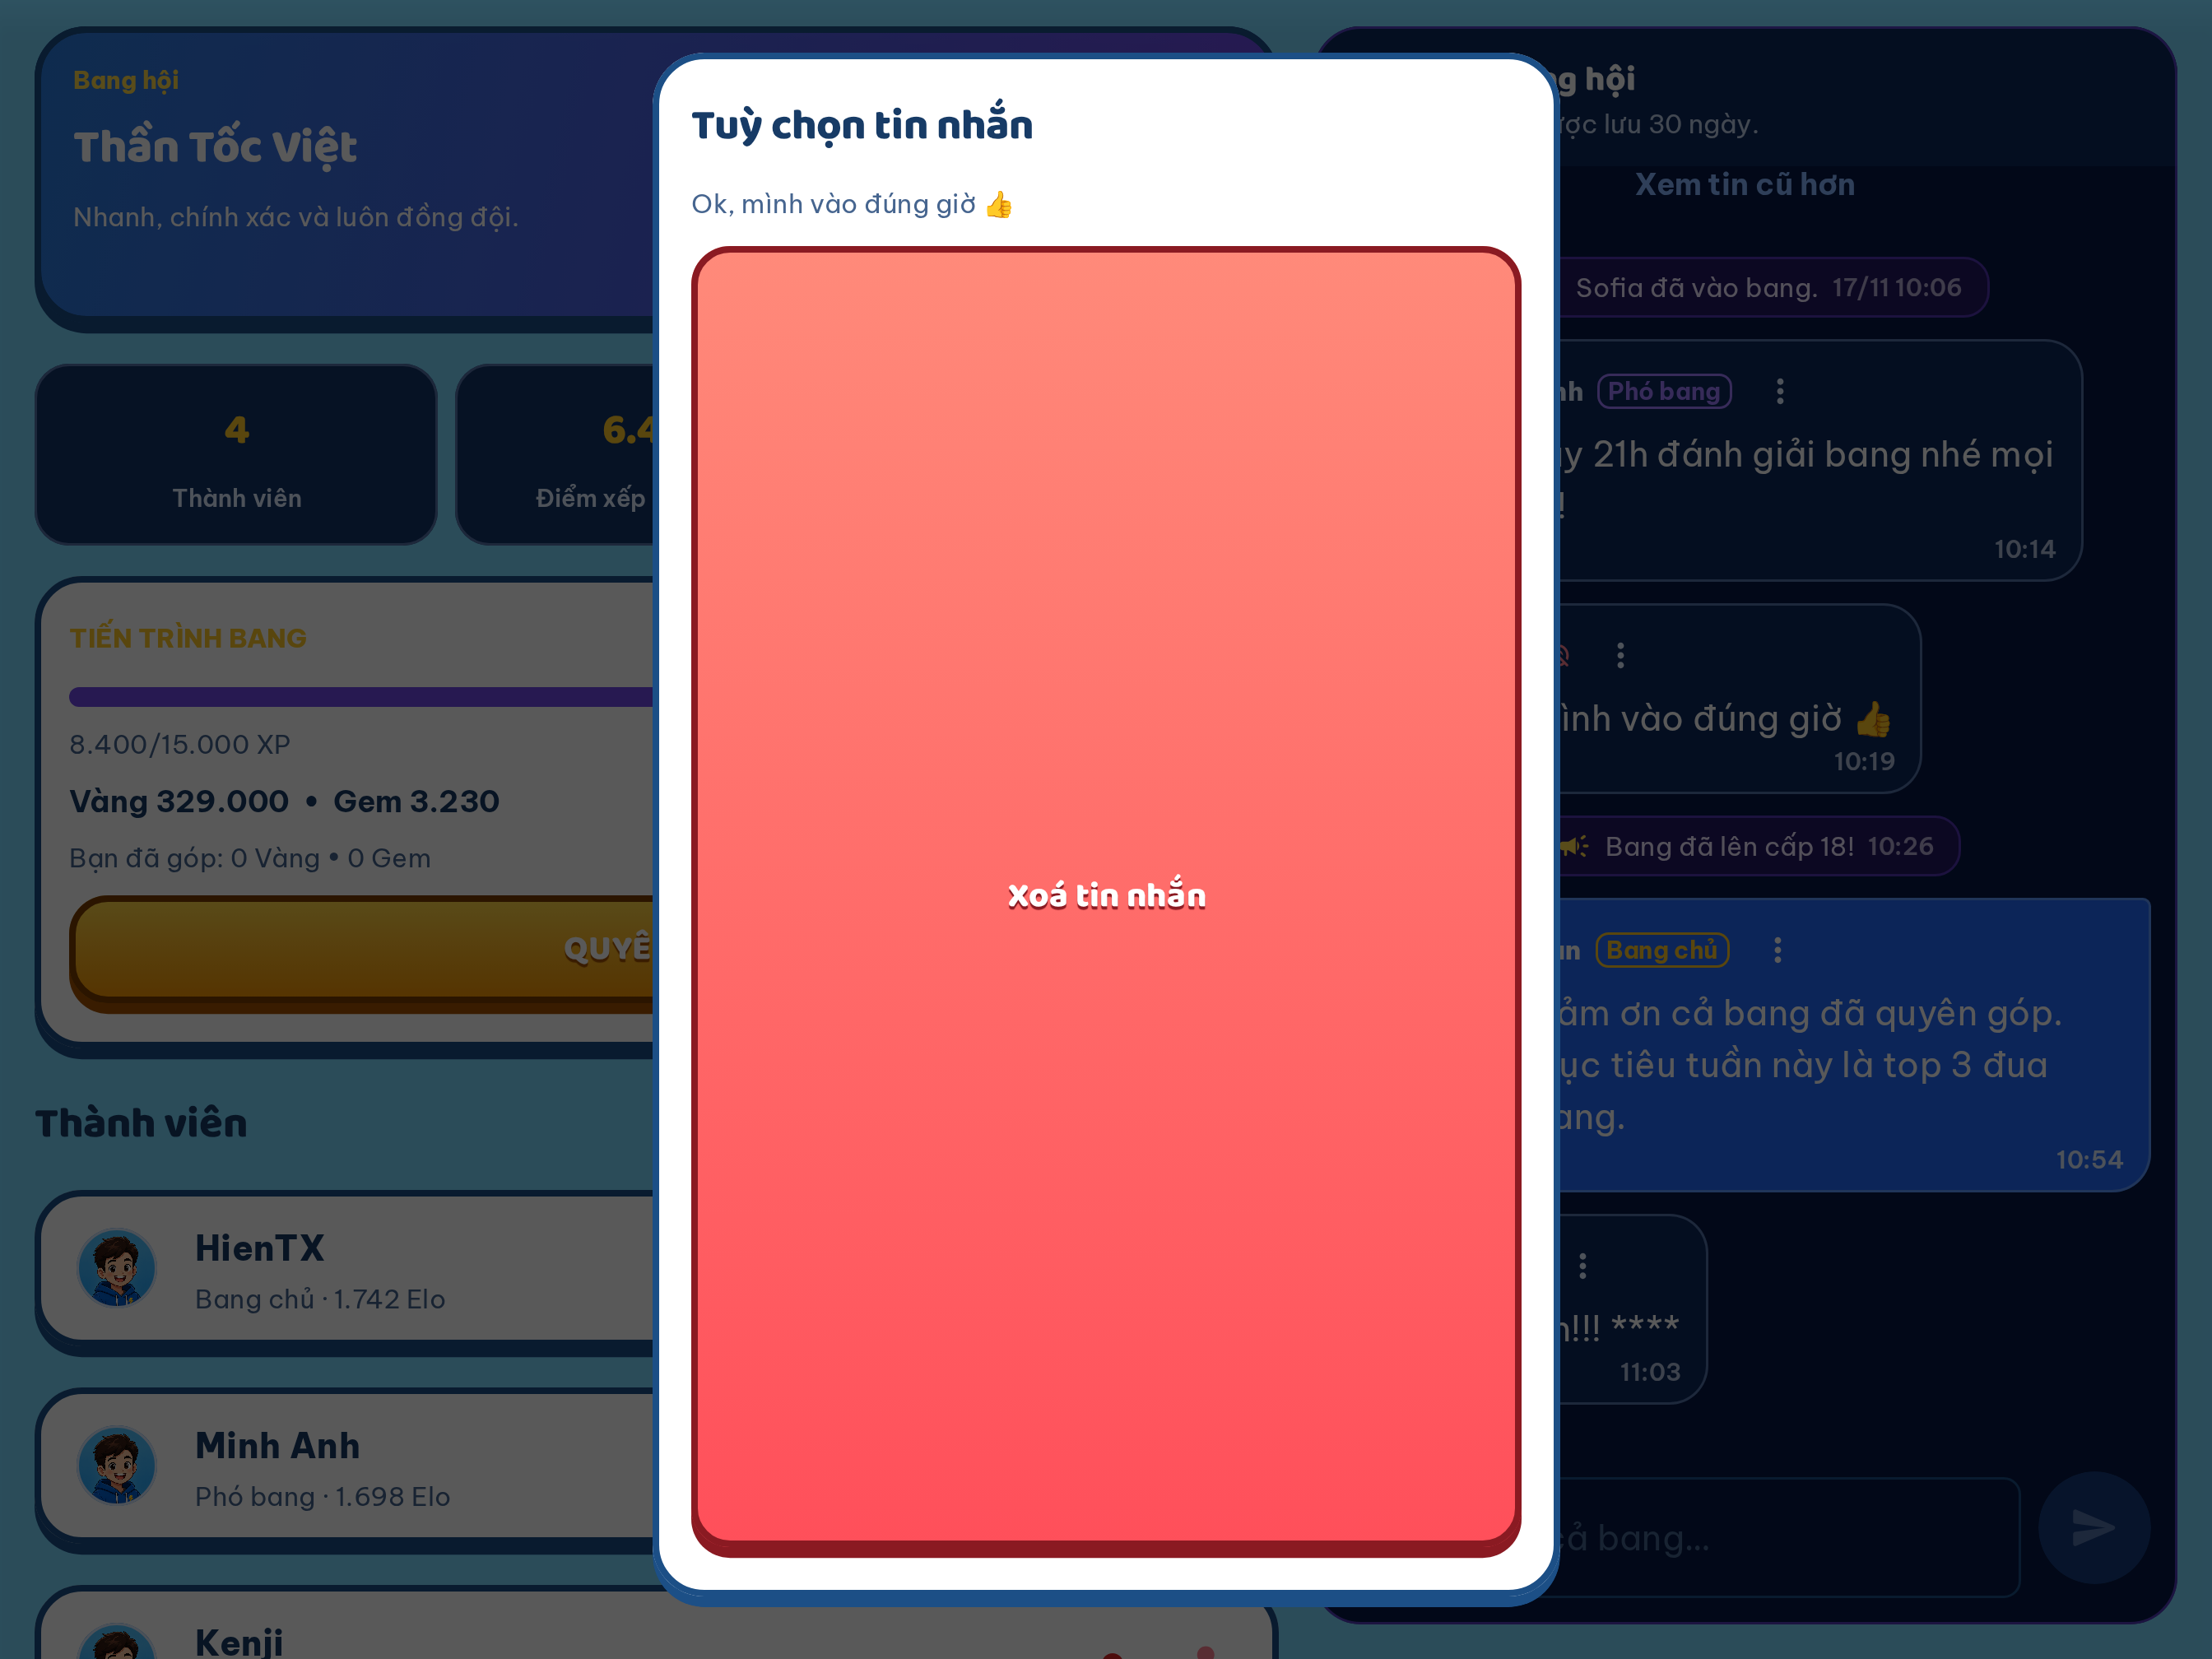 Bang hội
Thần Tốc Việt
Nhanh, chính xác và luôn đồng đội.
4
Thành viên
6.4
Điểm xếp
TIẾN TRÌNH BANG
8.400/15.000 XP
Vàng 329.000 • Gem 3.230
Bạn đã góp: 0 Vàng • 0 Gem
Thành viên
HienTX
Bang chủ · 1.742 Elo
Minh Anh
Phó bang · 1.698 Elo
Kenji
Tuỳ chọn tin nhắn
Ok, mình vào đúng giờ 👍
Xoá tin nhắn
hội
lưu 30 ngày.
Xem tin cũ hơn
Sofia đã vào bang. 17/11 10:06
Phó bang
21h đánh giải bang nhé mọi
!
10:14
vào đúng giờ 👍
10:19
Bang đã lên cấp 18! 10:26
Bang chủ
ơn cả bang đã quyên góp.
tiêu tuần này là top 3 đua
10:54
!!! ****
11:03
bang...